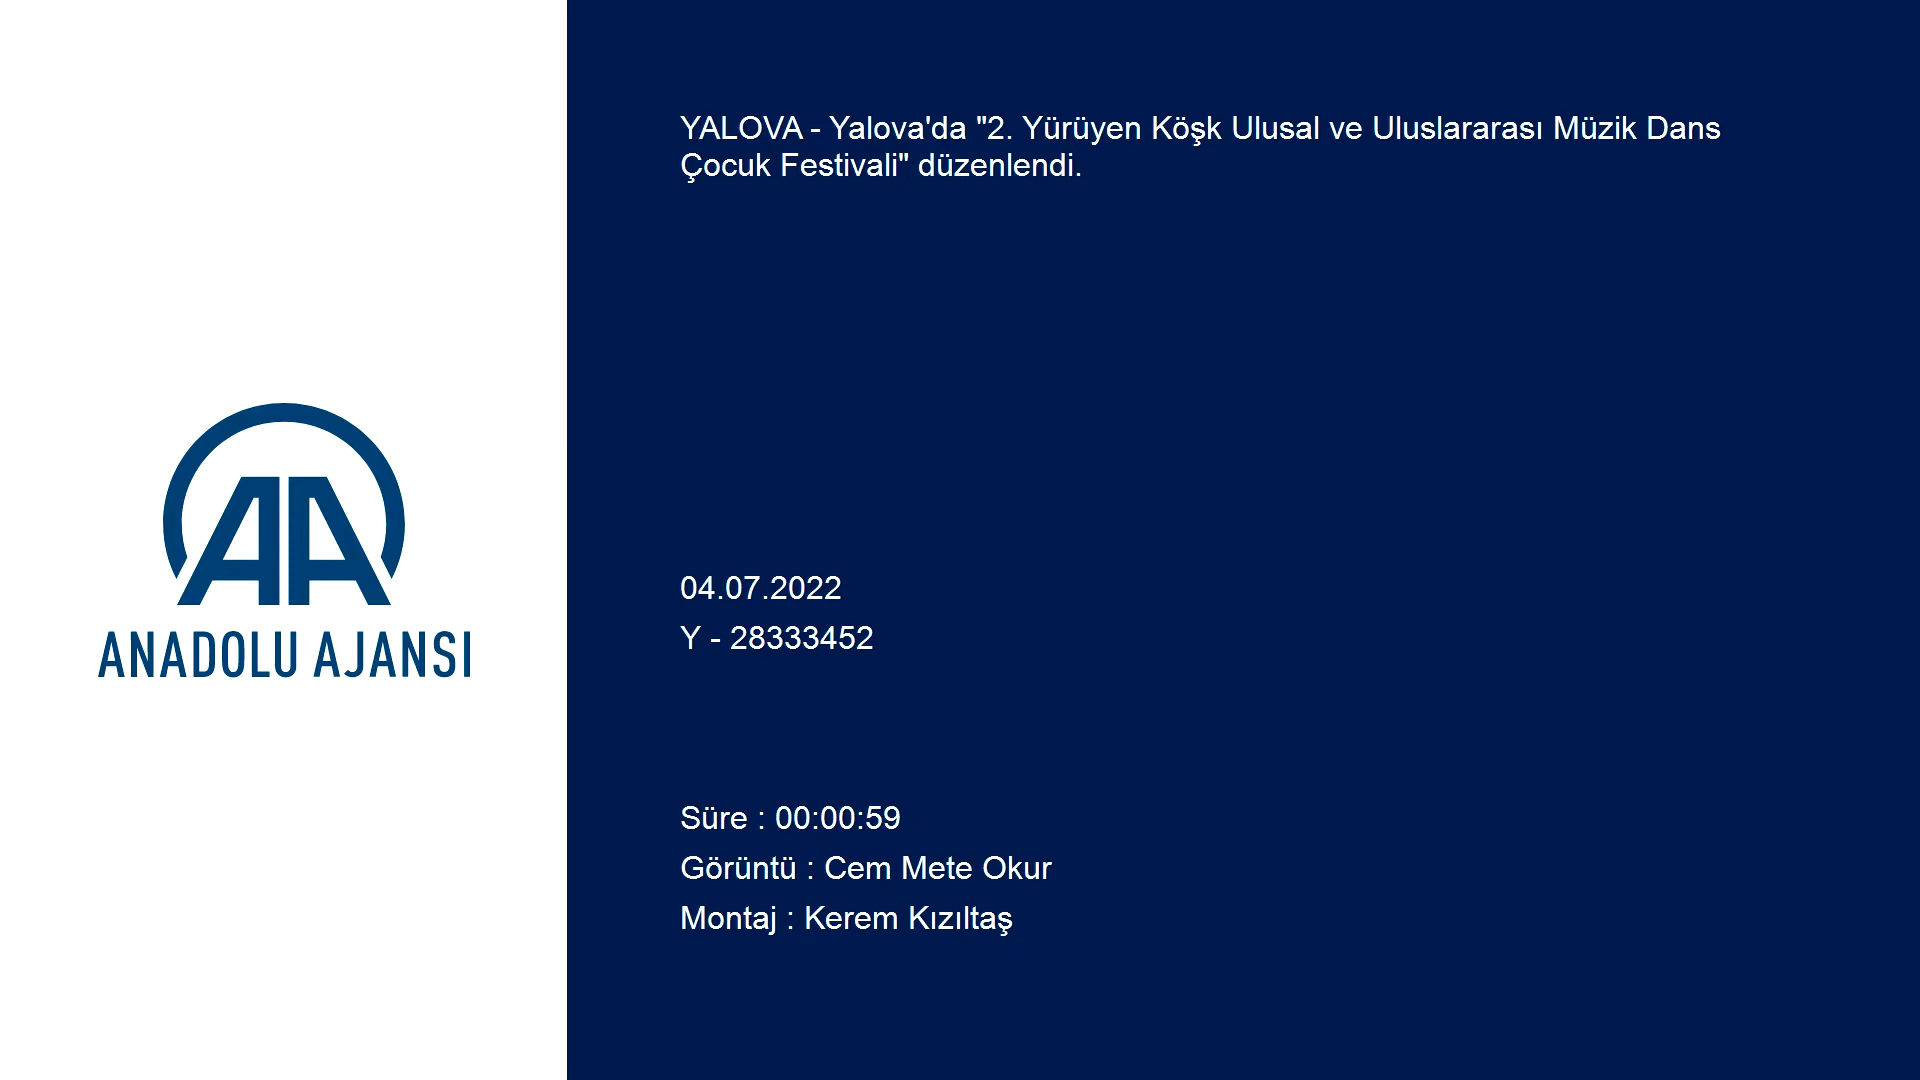 YALOVA - Yalova'da "2. Yürüyen Köşk Ulusal ve Uluslararası Müzik Dans
Çocuk Festivali" düzenlendi.
AA
ANADOLU AJANSI
04.07.2022
Y - 28333452
Süre : 00:00:59
Görüntü : Cem Mete Okur
Montaj : Kerem Kızıltaş